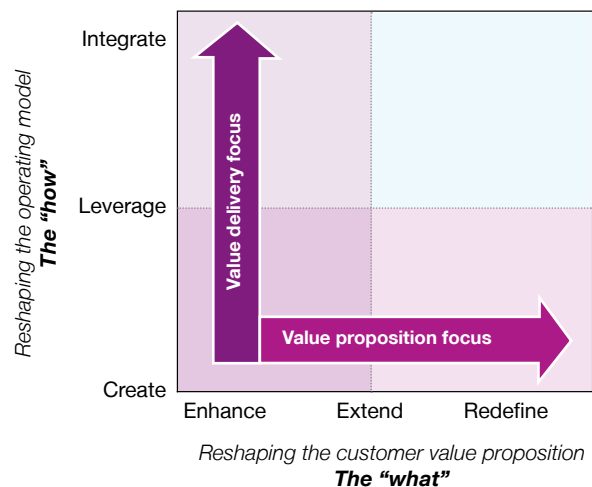 Integrate
Leverage
Create
Reshaping the operating model
The “how”
Value delivery focus
Value proposition focus
Enhance
Extend
Redefine
Reshaping the customer value proposition
The “what”